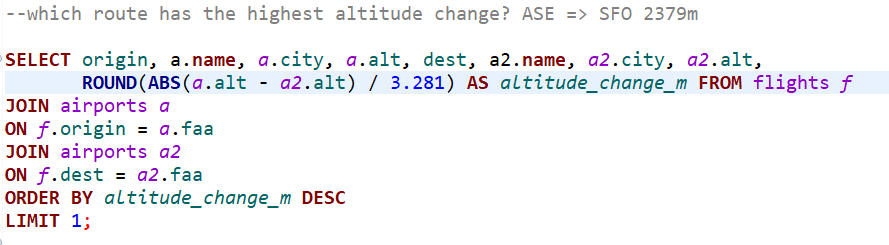 --which route has the highest altitude change? ASE => SFO 2379m
SELECT origin, a.name, a.city, a.alt, dest, a2.name, a2.city, a2.alt,
ROUND(ABS(a.alt - a2.alt) / 3.281) AS altitude_change_m FROM flights f
JOIN airports a
ON f.origin = a.faa
JOIN airports a2
ON f.dest = a2.faa
ORDER BY altitude_change_m DESC
LIMIT 1;